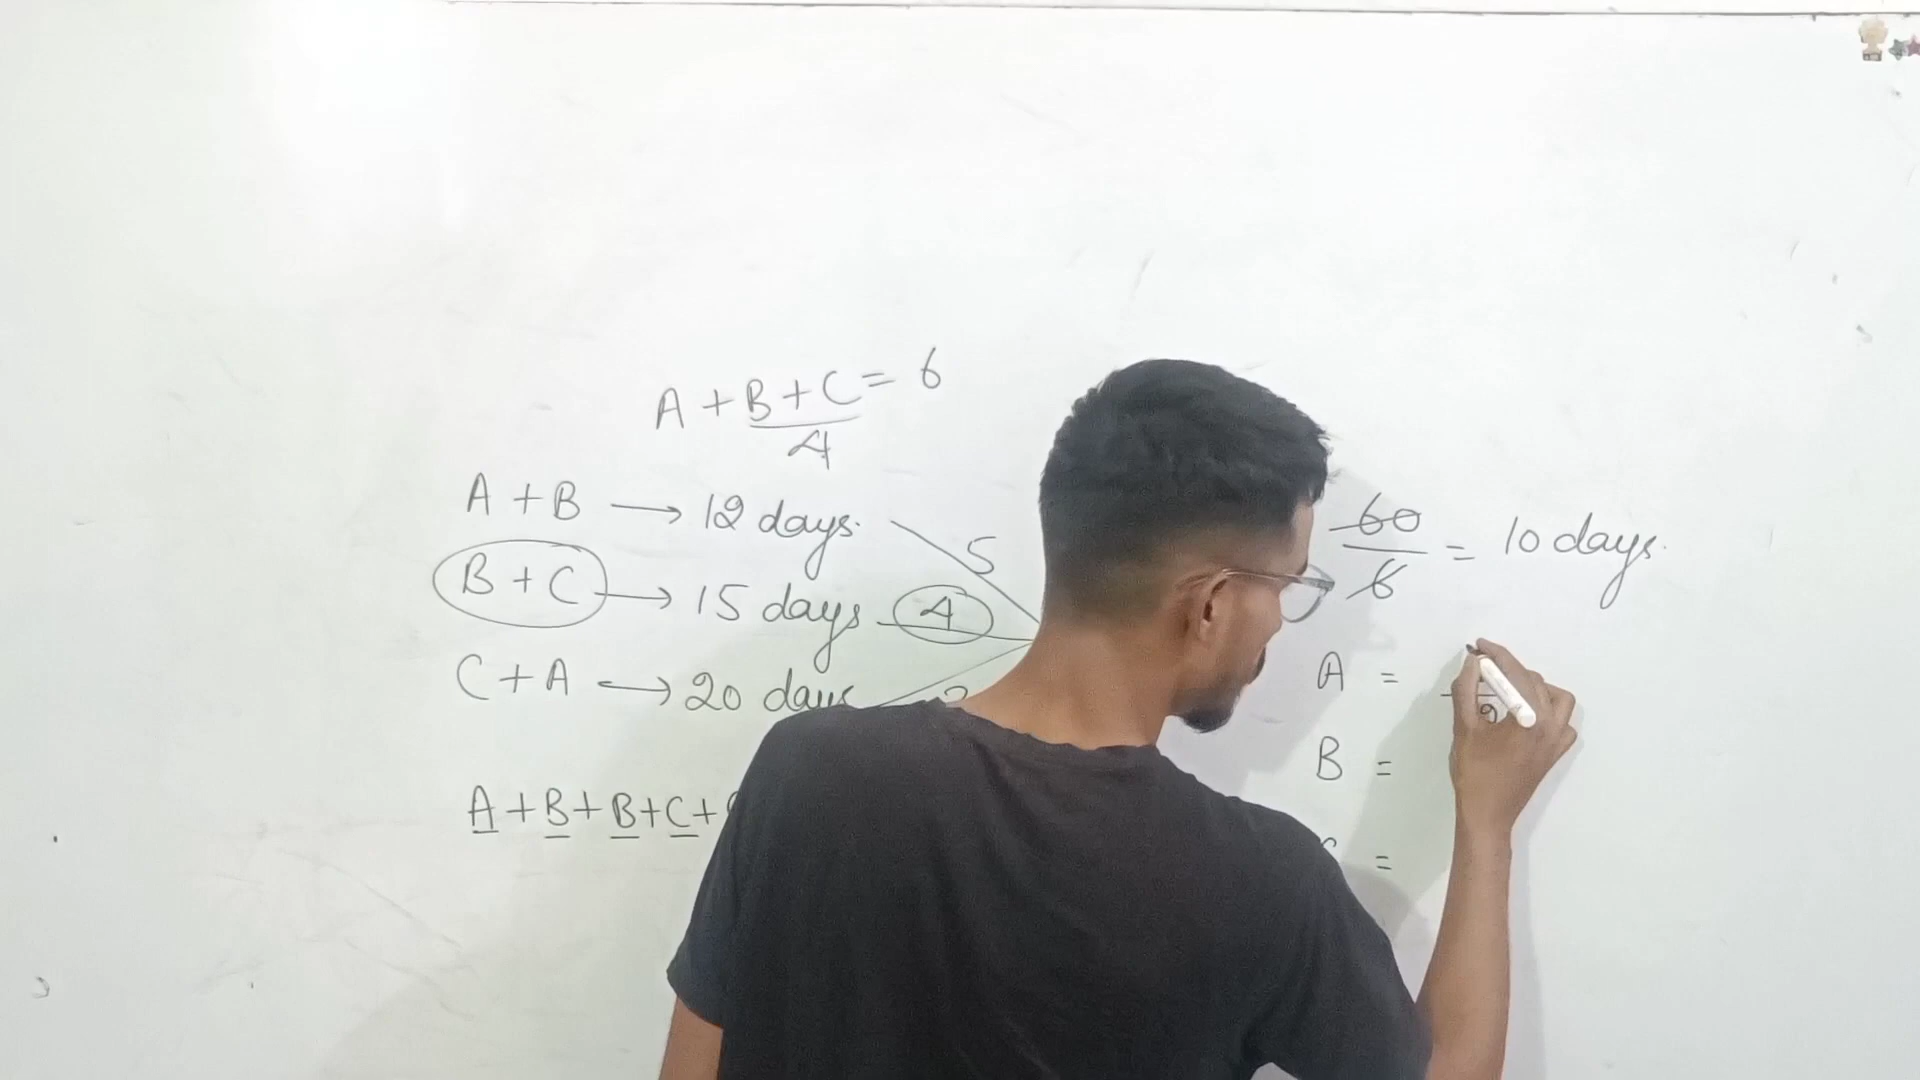 A + B + C = 6
4
A + B → 12 days.
5
B + C → 15 days 4
C + A → 20 days
A + B + B + C +
60
6
= 10 days.
A =
B =
=